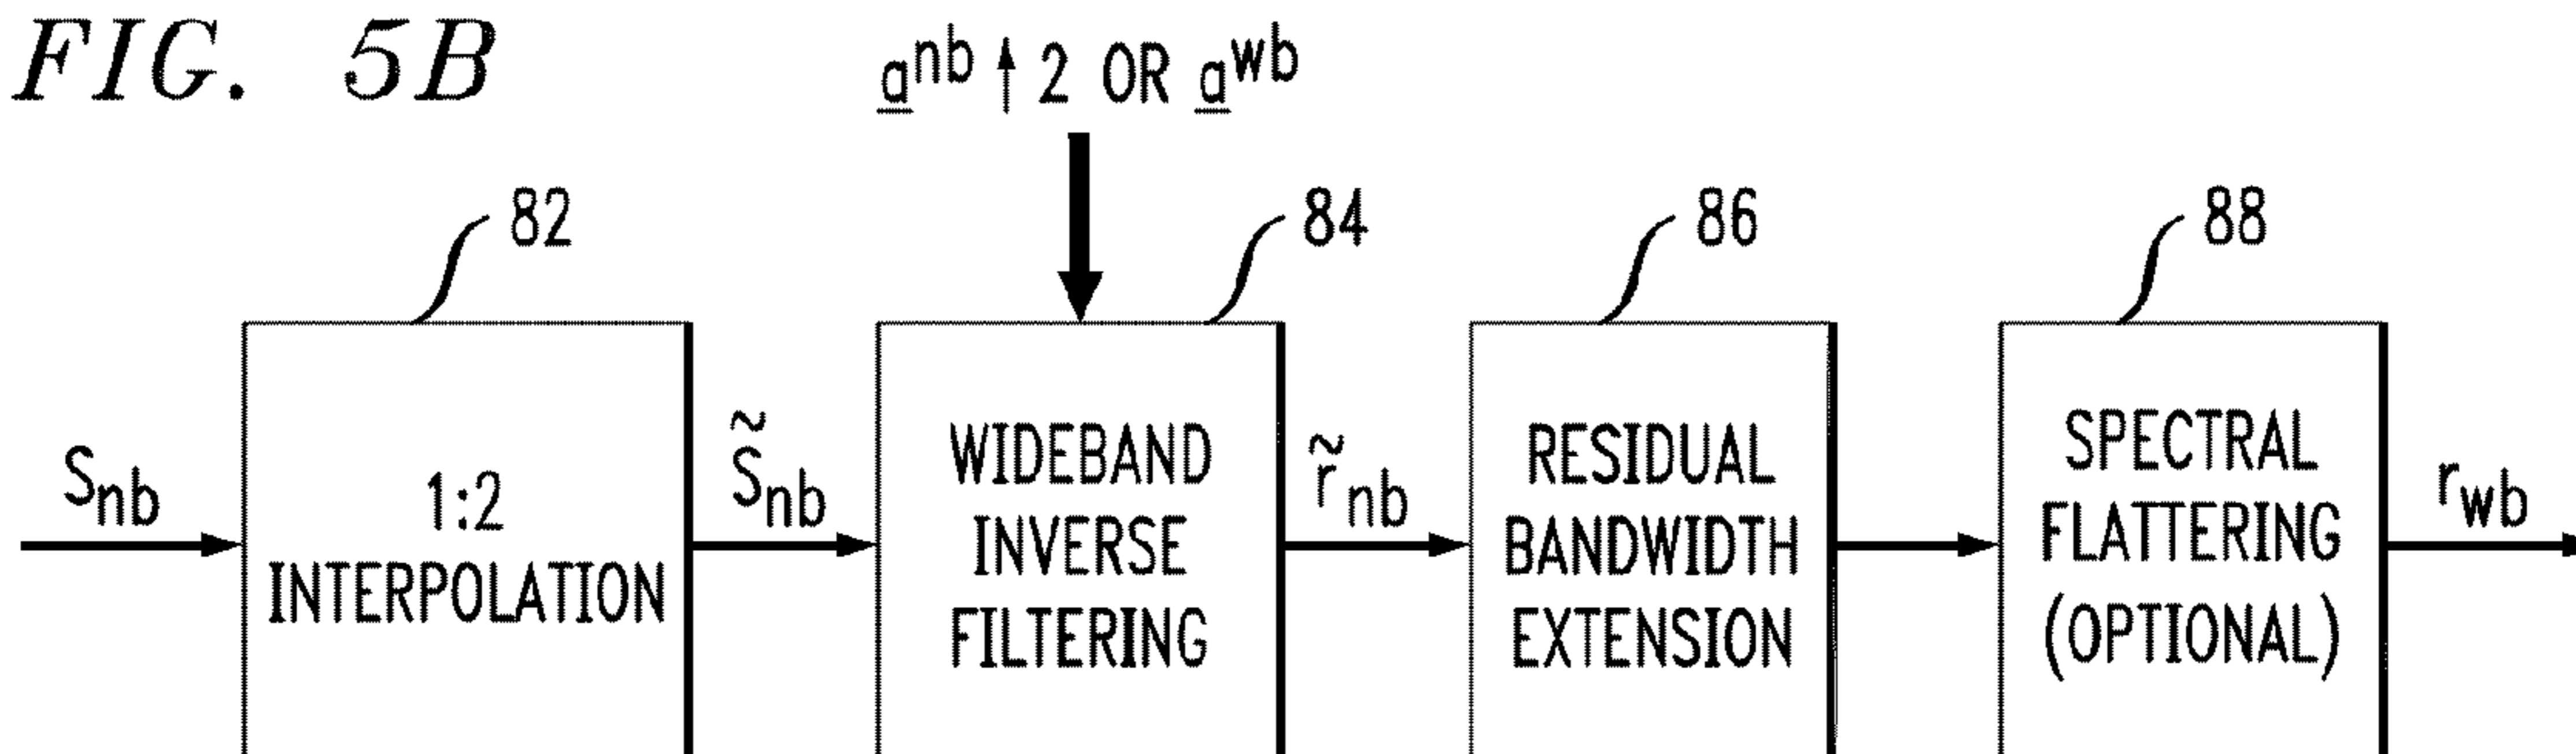 FIG. 5B
a^nb ↑ 2 OR a^wb
82
84
86
88
S_nb
1:2
INTERPOLATION
s̃_nb
WIDEBAND
INVERSE
FILTERING
r̃_nb
RESIDUAL
BANDWIDTH
EXTENSION
SPECTRAL
FLATTERING
(OPTIONAL)
r_wb